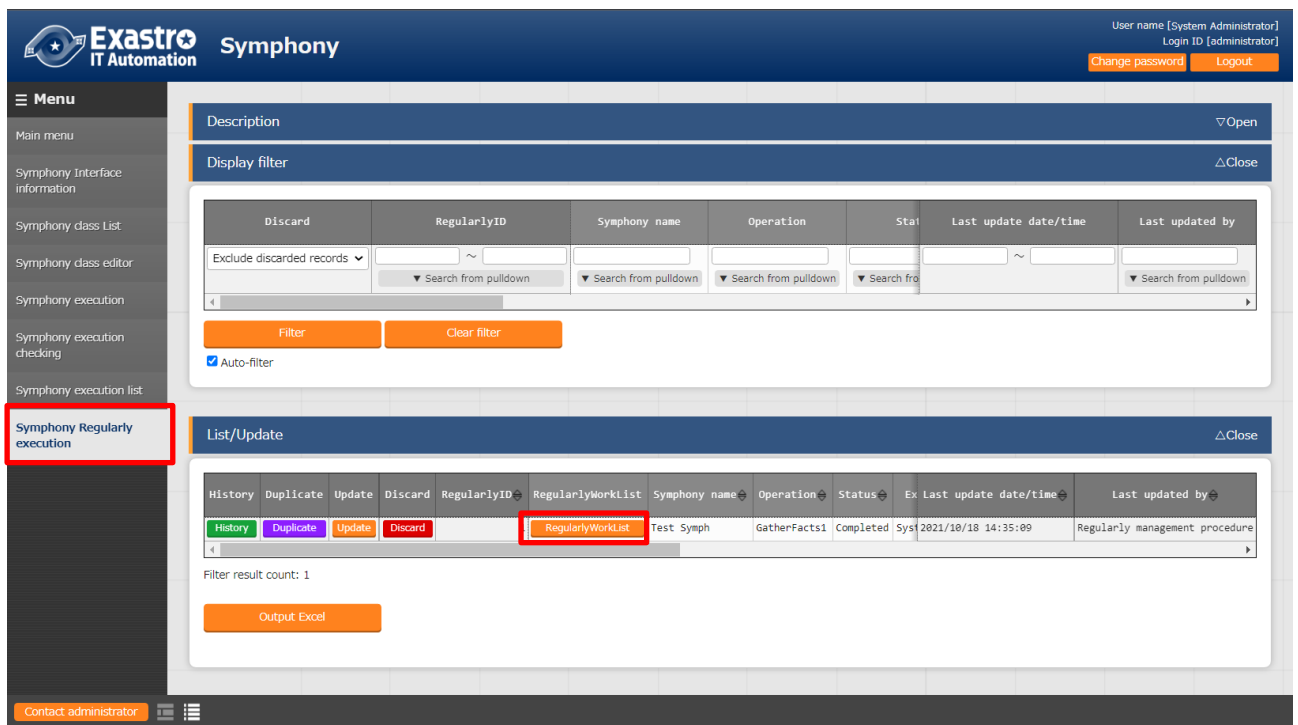 Exastro
IT Automation
Symphony
User name [System Administrator]
Login ID [administrator]
Change password
Logout
Menu
Main menu
Symphony Interface
information
Symphony class List
Symphony class editor
Symphony execution
Symphony execution
checking
Symphony execution list
Symphony Regularly
execution
Description ▽Open
Display filter △Close
Discard RegularlyID Symphony name Operation Stat Last update date/time Last updated by
Exclude discarded records ~ ~
▼ Search from pulldown ▼ Search from pulldown ▼ Search from pulldown ▼ Search fro ▼ Search from pulldown
Filter Clear filter
Auto-filter
List/Update △Close
History Duplicate Update Discard RegularlyID RegularlyWorkList Symphony name Operation Status Ex Last update date/time Last updated by
History Duplicate Update Discard RegularlyWorkList Test Symph GatherFacts1 Completed Syst 2021/10/18 14:35:09 Regularly management procedure
Filter result count: 1
Output Excel
Contact administrator